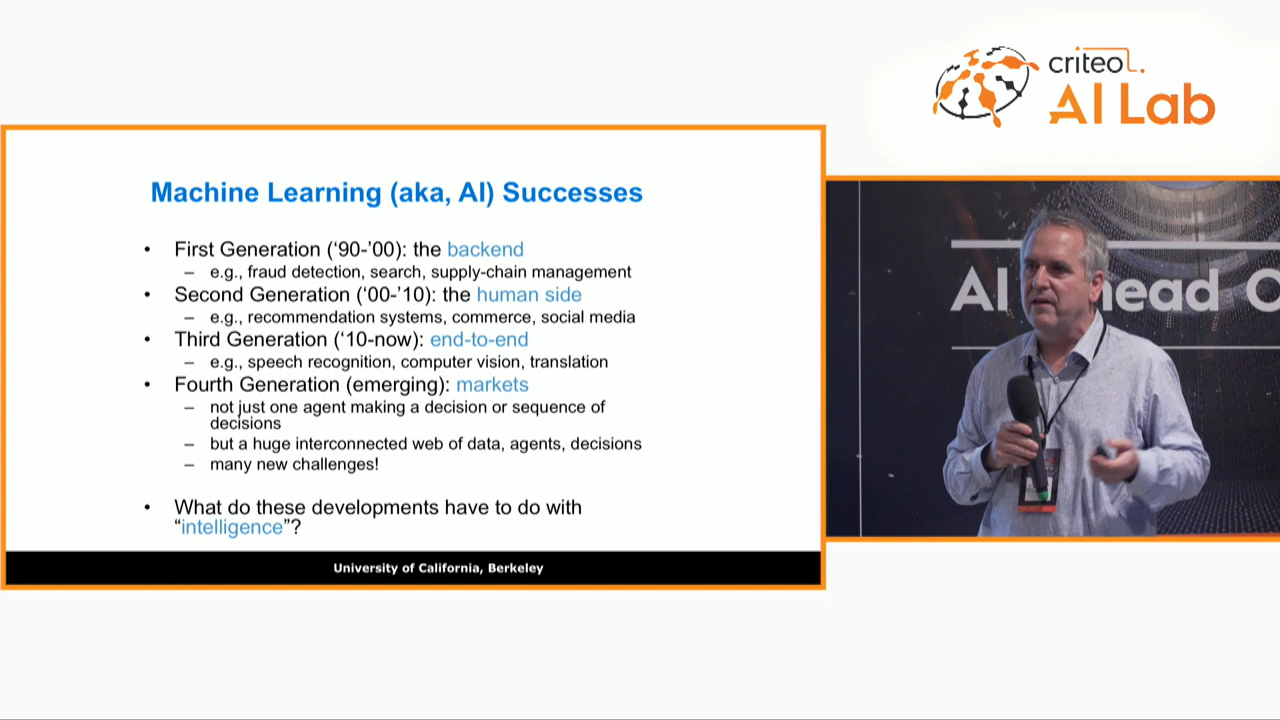 criteo
AI Lab
Machine Learning (aka, AI) Successes
• First Generation (‘90-’00): the backend
– e.g., fraud detection, search, supply-chain management
• Second Generation (‘00-’10): the human side
– e.g., recommendation systems, commerce, social media
• Third Generation (‘10-now): end-to-end
– e.g., speech recognition, computer vision, translation
• Fourth Generation (emerging): markets
– not just one agent making a decision or sequence of
decisions
– but a huge interconnected web of data, agents, decisions
– many new challenges!
• What do these developments have to do with
“intelligence”?
University of California, Berkeley
AI